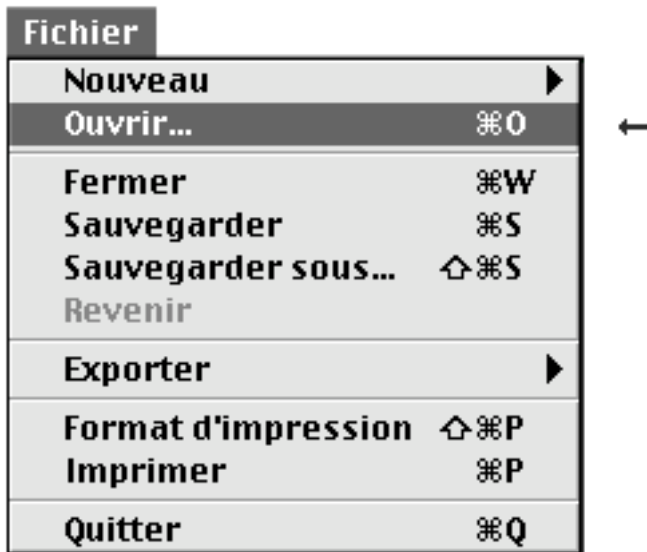 Fichier
Nouveau
Ouvrir... ⌘O
Fermer ⌘W
Sauvegarder ⌘S
Sauvegarder sous... ⇧⌘S
Revenir
Exporter
Format d'impression ⇧⌘P
Imprimer ⌘P
Quitter ⌘Q